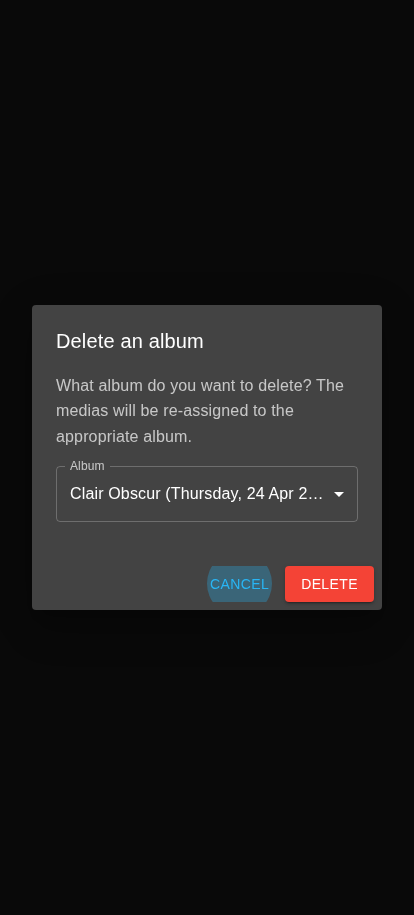 Delete an album
What album do you want to delete? The
medias will be re-assigned to the
appropriate album.
Album
Clair Obscur (Thursday, 24 Apr 2…
CANCEL
DELETE